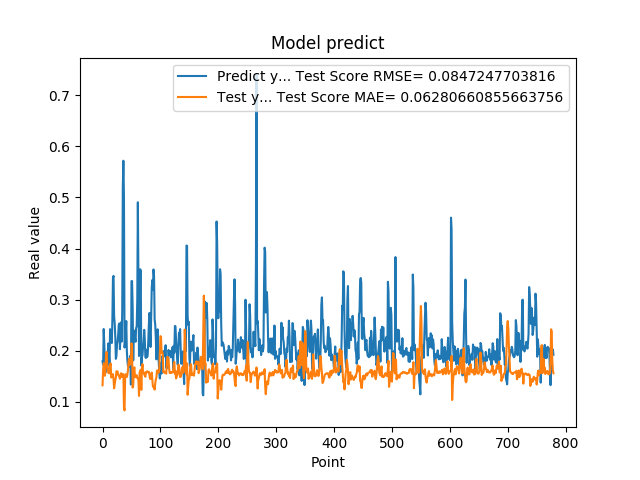 Model predict
Predict y... Test Score RMSE= 0.0847247703816
Test y... Test Score MAE= 0.06280660855663756
Real value
0.7
0.6
0.5
0.4
0.3
0.2
0.1
0 100 200 300 400 500 600 700 800
Point